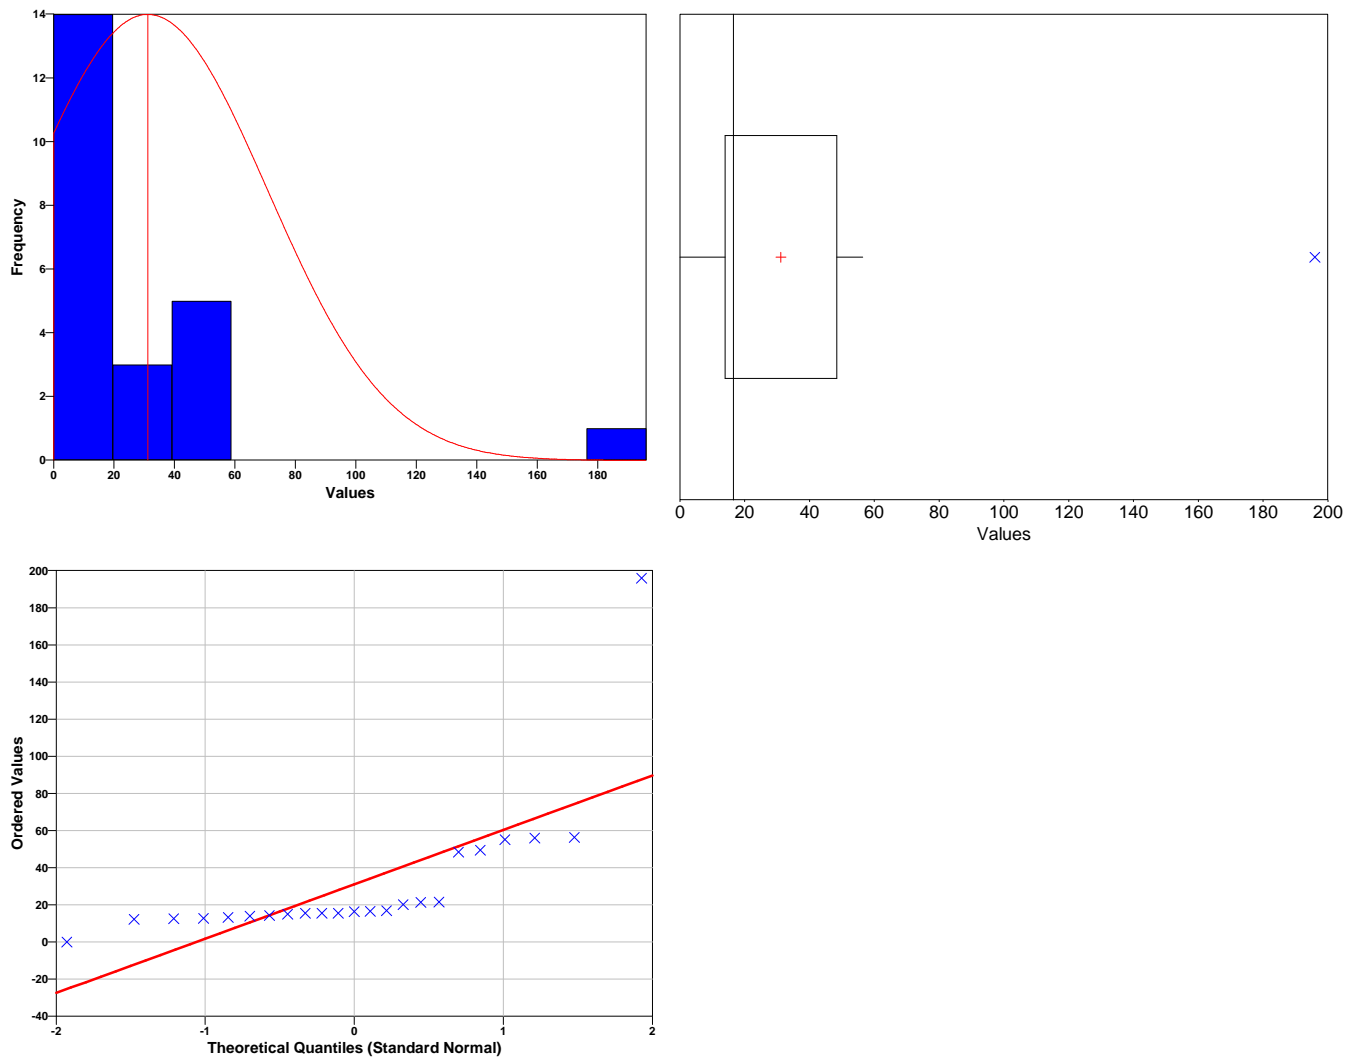 14
12
10
8
6
4
2
0
Frequency
0 20 40 60 80 100 120 140 160 180
Values
0 20 40 60 80 100 120 140 160 180 200
Values
200
180
160
140
120
100
80
60
40
20
0
-20
-40
Ordered Values
-2 -1 0 1 2
Theoretical Quantiles (Standard Normal)